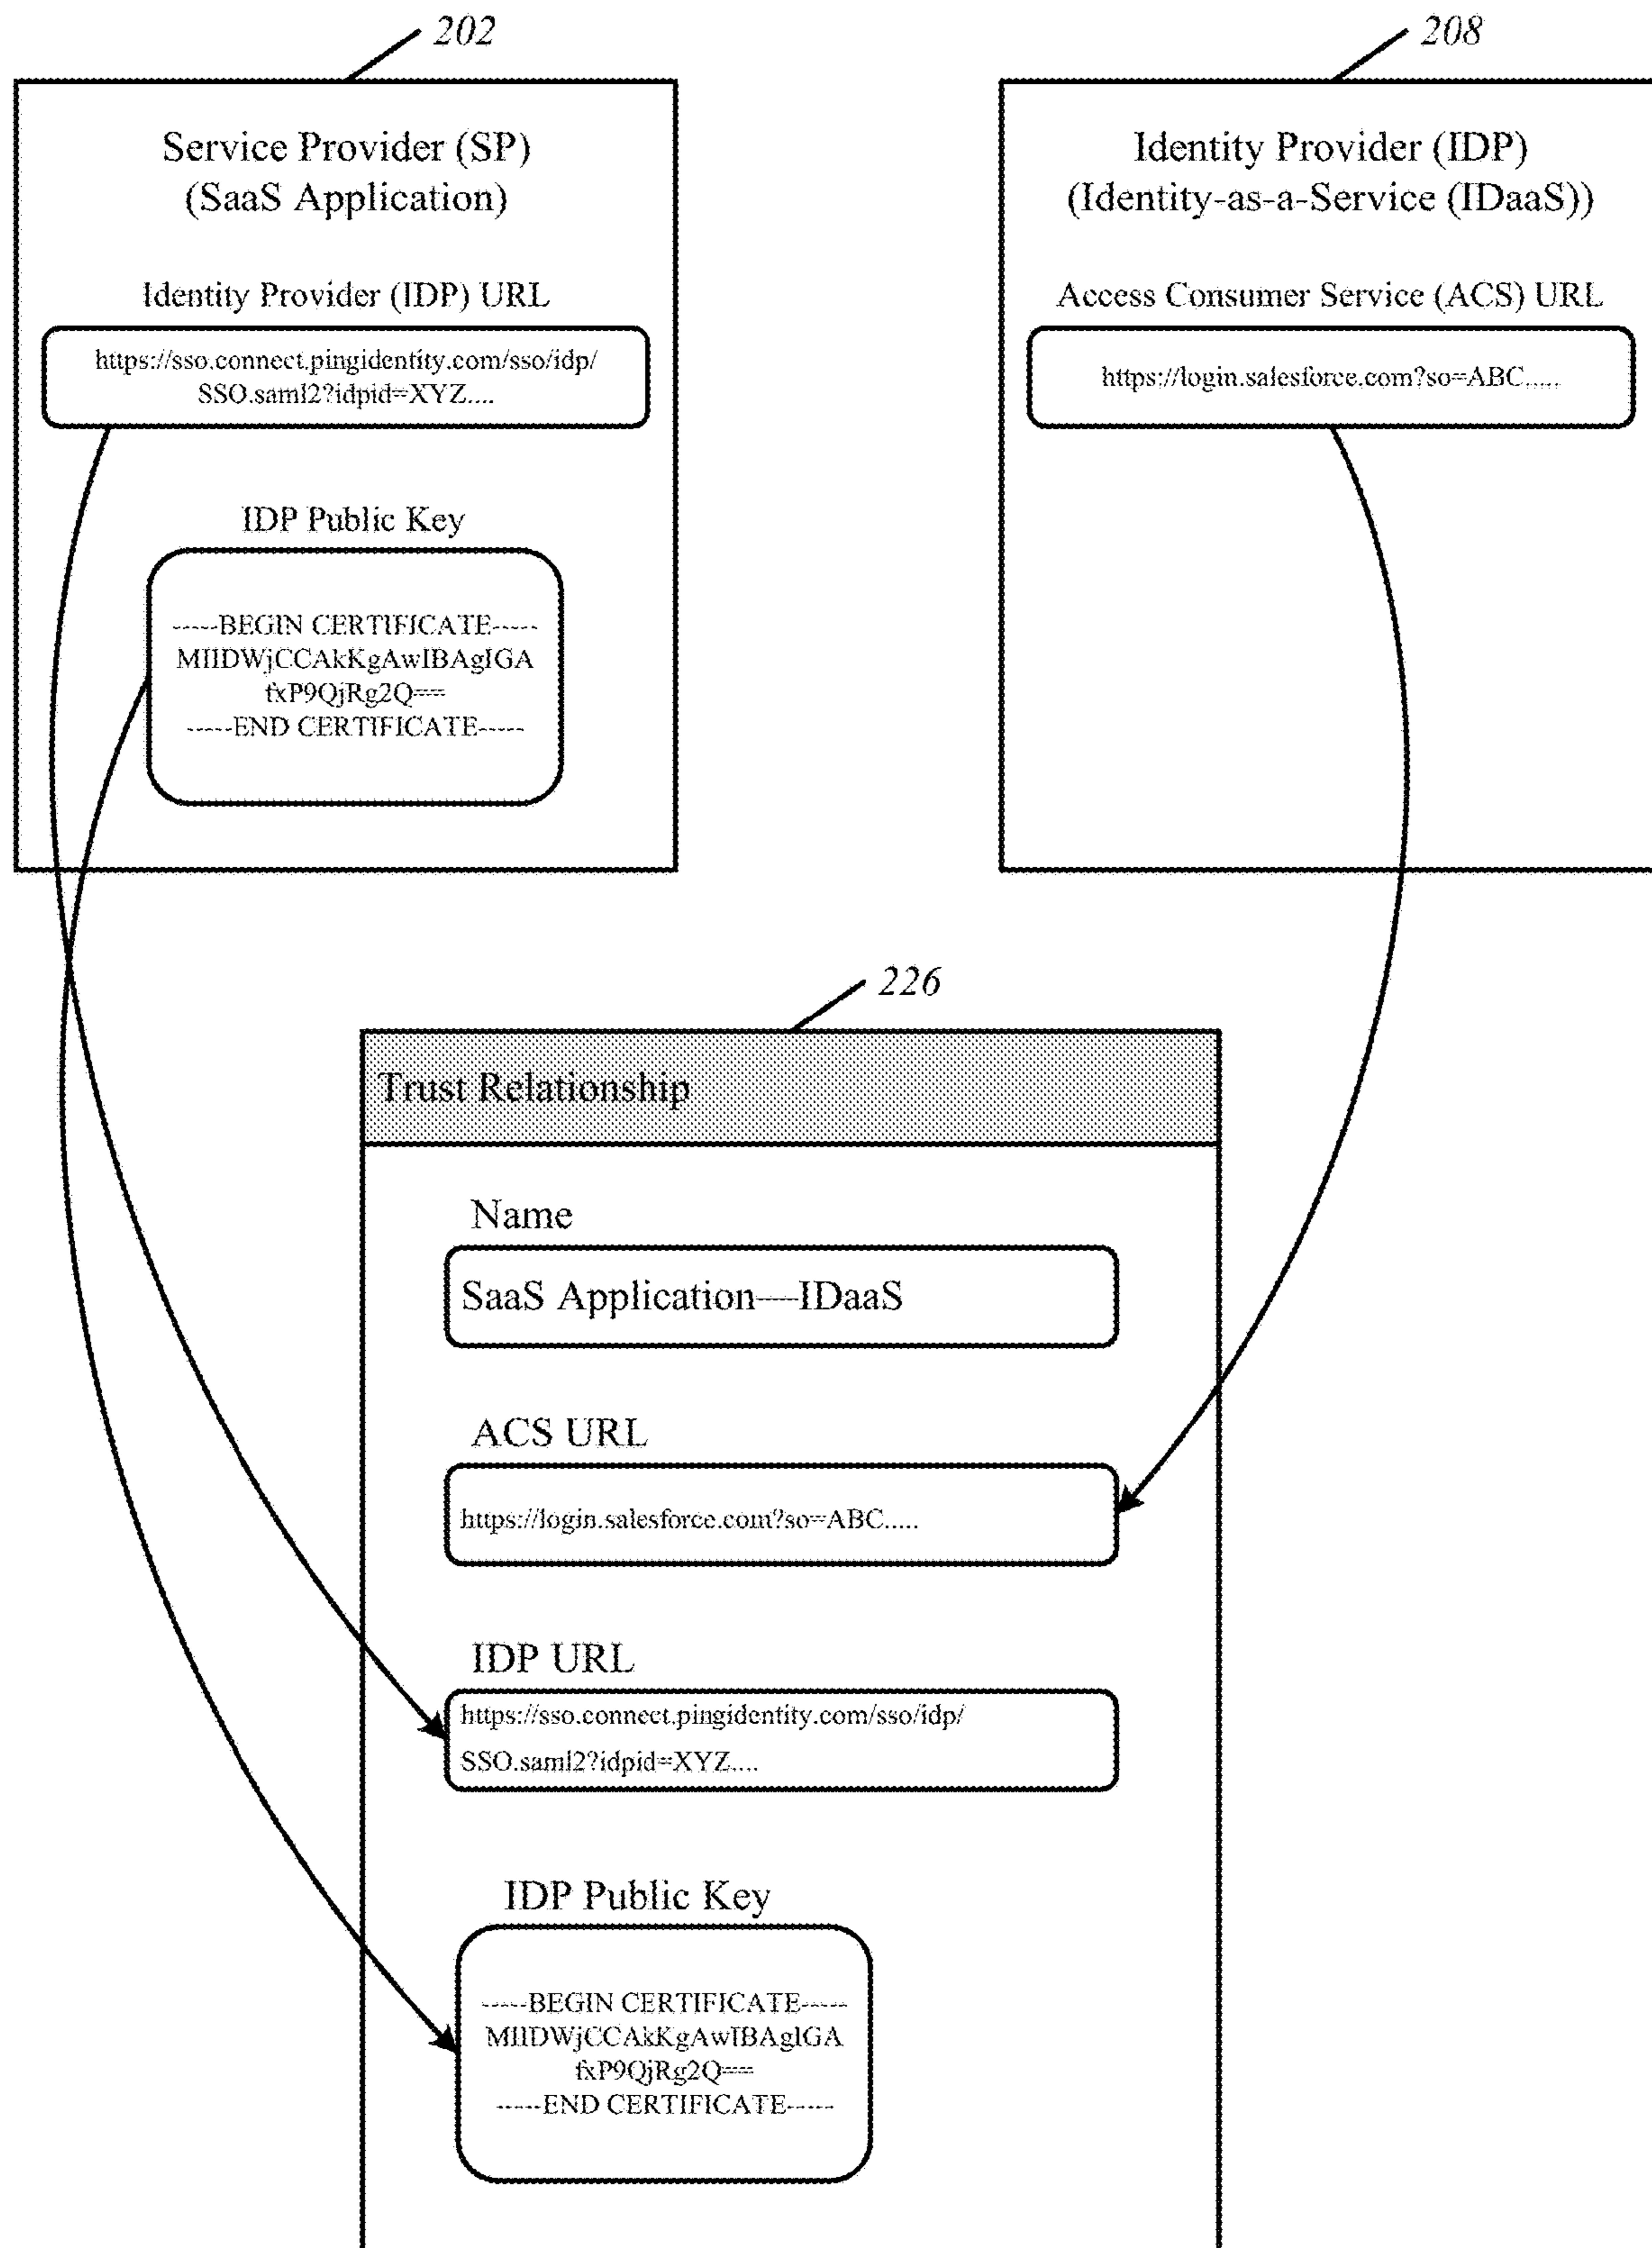 202
Service Provider (SP)
(SaaS Application)
Identity Provider (IDP) URL
https://sso.connect.pingidentity.com/sso/idp/
SSO.saml2?idpid=XYZ....
IDP Public Key
-----BEGIN CERTIFICATE-----
MIIDWjCCAkKgAwIBAgIGA
fxP9QjRg2Q==
-----END CERTIFICATE-----
208
Identity Provider (IDP)
(Identity-as-a-Service (IDaaS))
Access Consumer Service (ACS) URL
https://login.salesforce.com?so=ABC.....
226
Trust Relationship
Name
SaaS Application—IDaaS
ACS URL
https://login.salesforce.com?so=ABC.....
IDP URL
https://sso.connect.pingidentity.com/sso/idp/
SSO.saml2?idpid=XYZ....
IDP Public Key
-----BEGIN CERTIFICATE-----
MIIDWjCCAkKgAwIBAgIGA
fxP9QjRg2Q==
-----END CERTIFICATE-----